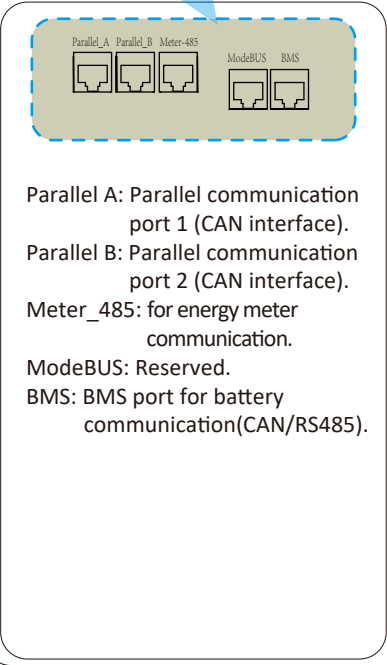 Parallel_A Parallel_B Meter-485
ModeBUS BMS
Parallel A: Parallel communication
port 1 (CAN interface).
Parallel B: Parallel communication
port 2 (CAN interface).
Meter_485: for energy meter
communication.
ModeBUS: Reserved.
BMS: BMS port for battery
communication(CAN/RS485).